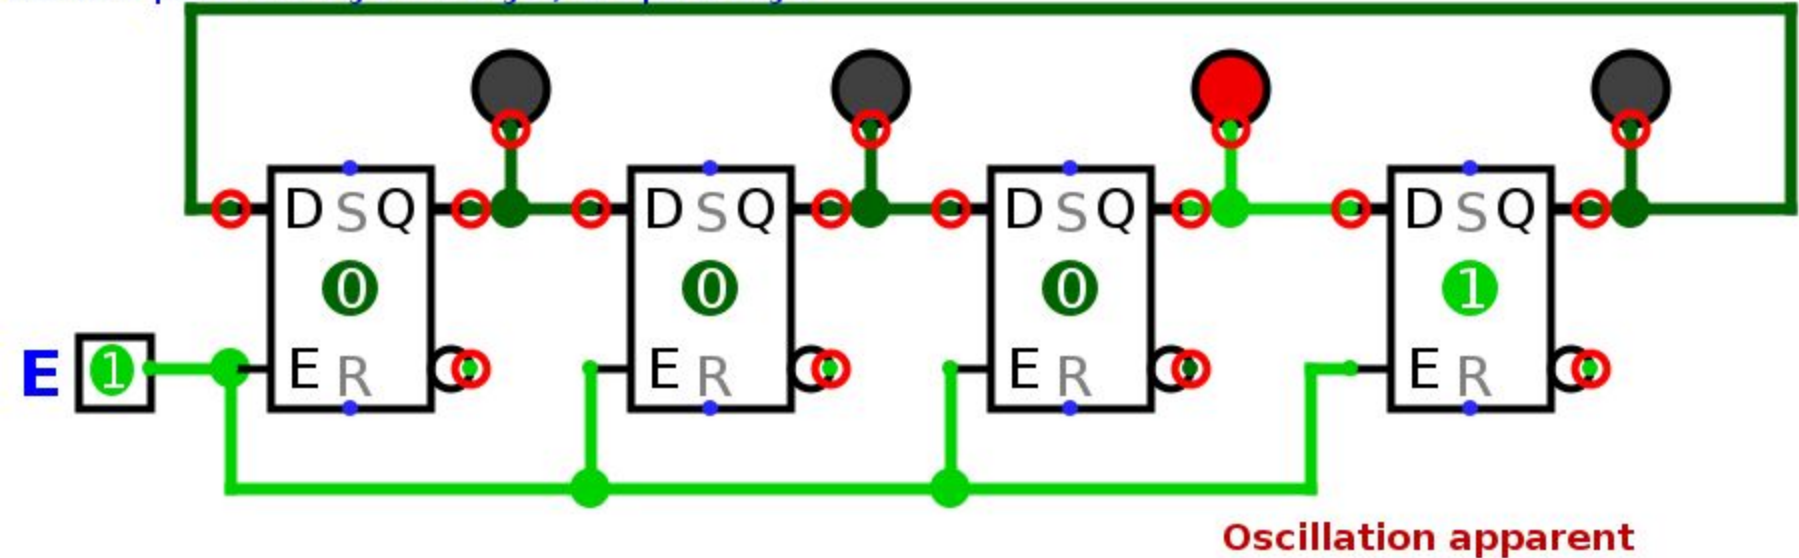 D S Q D S Q D S Q D S Q
0 0 0 1
E 1 E R E R E R E R
Oscillation apparent